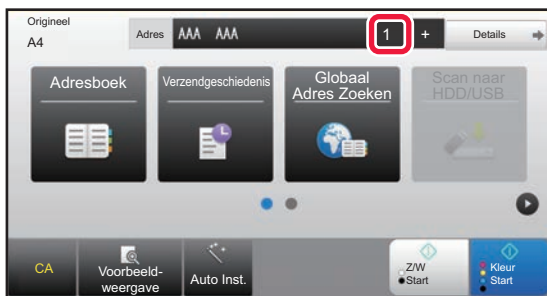 Origineel
A4
Adres AAA AAA 1 + Details
Adresboek
Verzendgeschiedenis
Globaal
Adres Zoeken
Scan naar
HDD/USB
CA
Voorbeeld-
weergave
Auto Inst.
Z/W
Start
Kleur
Start